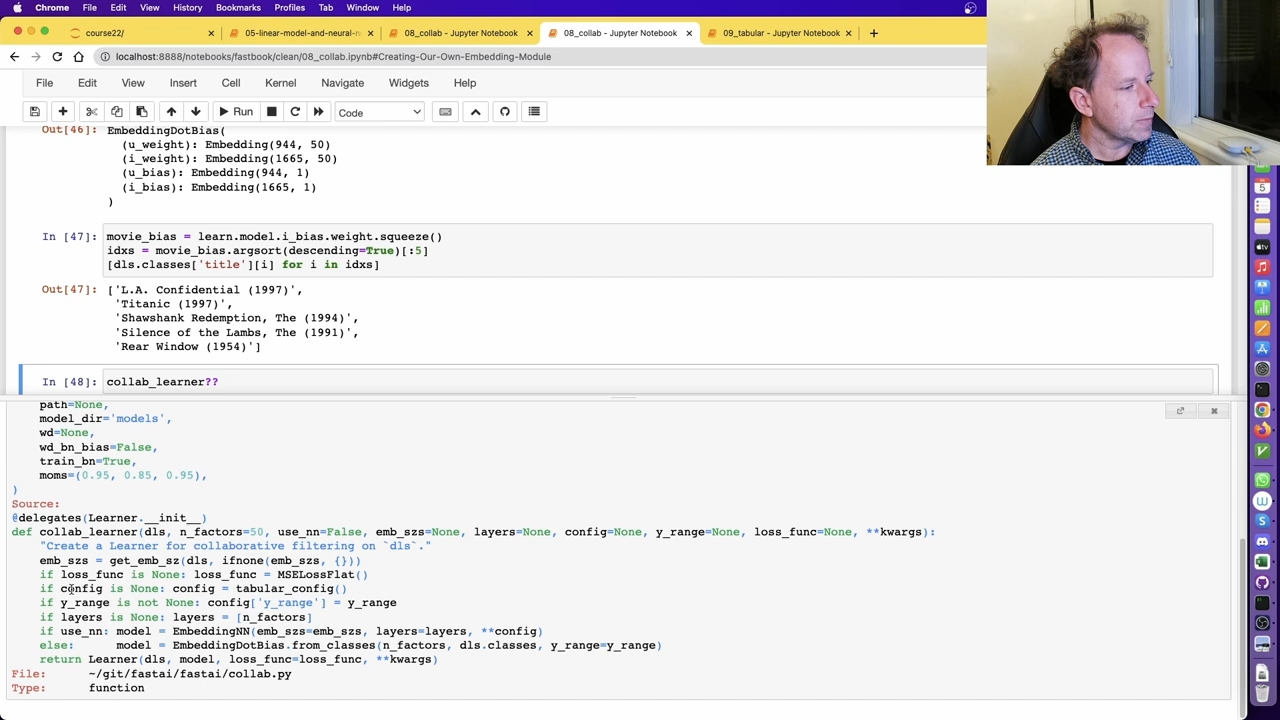 Chrome File Edit View History Bookmarks Profiles Tab Window Help
course22/
05-linear-model-and-neural-n
08_collab - Jupyter Notebook
08_collab - Jupyter Notebook
09_tabular - Jupyter Notebook
localhost:8888/notebooks/fastbook/clean/08_collab.ipynb#Creating-Our-Own-Embedding-Module
File Edit View Insert Cell Kernel Navigate Widgets Help
Run
Code
Out[46]: EmbeddingDotBias(
(u_weight): Embedding(944, 50)
(i_weight): Embedding(1665, 50)
(u_bias): Embedding(944, 1)
(i_bias): Embedding(1665, 1)
)
In [47]: movie_bias = learn.model.i_bias.weight.squeeze()
idxs = movie_bias.argsort(descending=True)[:5]
[dls.classes['title'][i] for i in idxs]
Out[47]: ['L.A. Confidential (1997)',
'Titanic (1997)',
'Shawshank Redemption, The (1994)',
'Silence of the Lambs, The (1991)',
'Rear Window (1954)']
In [48]: collab_learner??
path=None,
model_dir='models',
wd=None,
wd_bn_bias=False,
train_bn=True,
moms=(0.95, 0.85, 0.95),
)
Source:
@delegates(Learner.__init__)
def collab_learner(dls, n_factors=50, use_nn=False, emb_szs=None, layers=None, config=None, y_range=None, loss_func=None, **kwargs):
"Create a Learner for collaborative filtering on `dls`."
emb_szs = get_emb_sz(dls, ifnone(emb_szs, {}))
if loss_func is None: loss_func = MSELossFlat()
if config is None: config = tabular_config()
if y_range is not None: config['y_range'] = y_range
if layers is None: layers = [n_factors]
if use_nn: model = EmbeddingNN(emb_szs=emb_szs, layers=layers, **config)
else: model = EmbeddingDotBias.from_classes(n_factors, dls.classes, y_range=y_range)
return Learner(dls, model, loss_func=loss_func, **kwargs)
File: ~/git/fastai/fastai/collab.py
Type: function
5